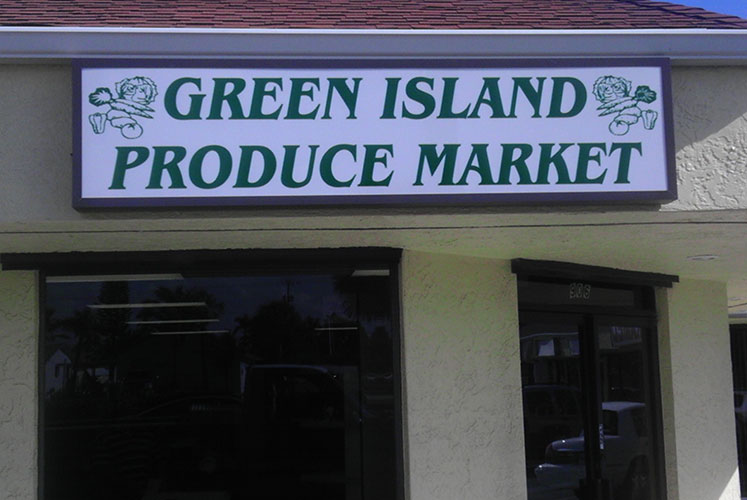 GREEN ISLAND
PRODUCE MARKET